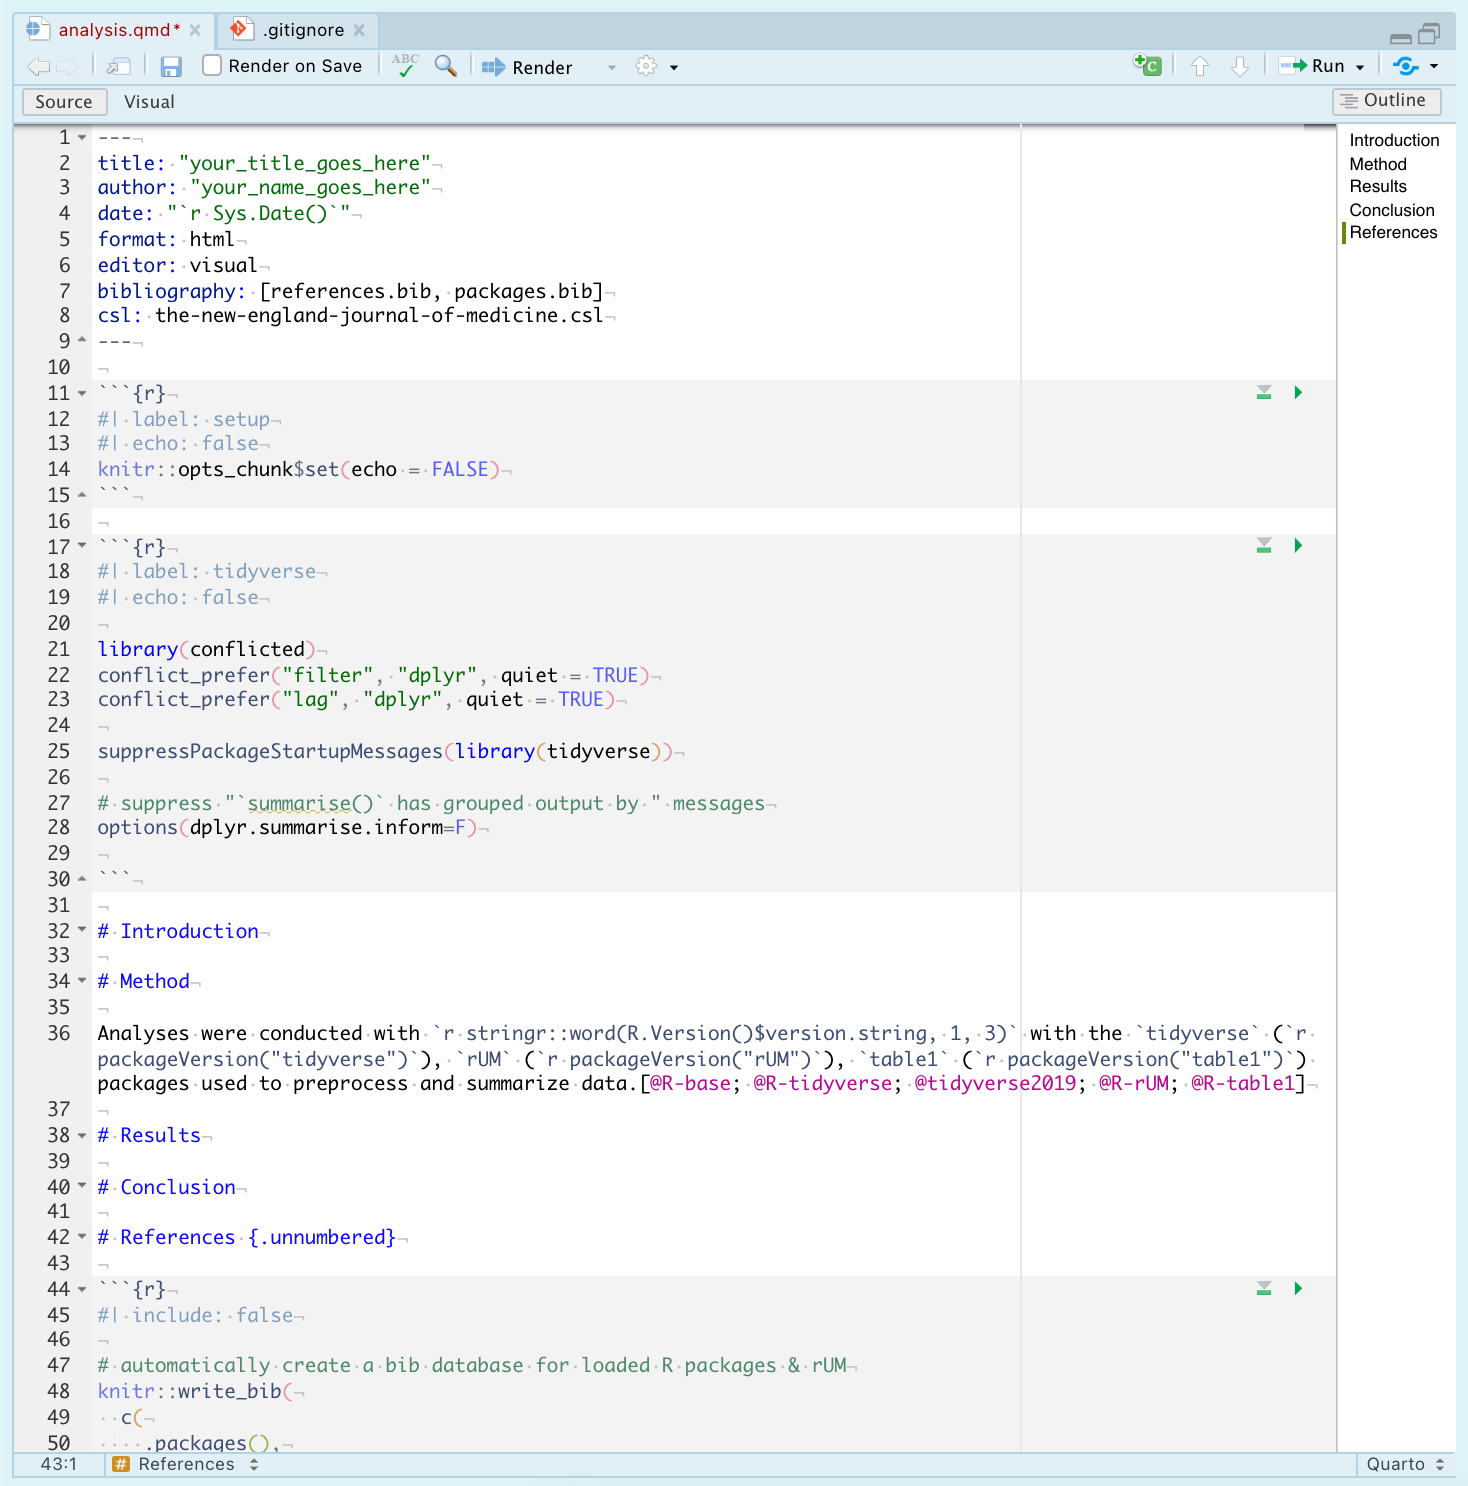 analysis.qmd* .gitignore
Render on Save ABC Render Run
Source Visual Outline
1 ---
2 title: "your_title_goes_here"
3 author: "your_name_goes_here"
4 date: "`r Sys.Date()`"
5 format: html
6 editor: visual
7 bibliography: [references.bib, packages.bib]
8 csl: the-new-england-journal-of-medicine.csl
9 ---
10
11 ```{r}
12 #| label: setup
13 #| echo: false
14 knitr::opts_chunk$set(echo = FALSE)
15 ```
16
17 ```{r}
18 #| label: tidyverse
19 #| echo: false
20
21 library(conflicted)
22 conflict_prefer("filter", "dplyr", quiet = TRUE)
23 conflict_prefer("lag", "dplyr", quiet = TRUE)
24
25 suppressPackageStartupMessages(library(tidyverse))
26
27 # suppress "`summarise()` has grouped output by " messages
28 options(dplyr.summarise.inform=F)
29
30 ```
31
32 # Introduction
33
34 # Method
35
36 Analyses were conducted with `r stringr::word(R.Version()$version.string, 1, 3)` with the `tidyverse` (`r
packageVersion("tidyverse")`), `rUM` (`r packageVersion("rUM")`), `table1` (`r packageVersion("table1")`)
packages used to preprocess and summarize data.[@R-base; @R-tidyverse; @tidyverse2019; @R-rUM; @R-table1]
37
38 # Results
39
40 # Conclusion
41
42 # References {.unnumbered}
43
44 ```{r}
45 #| include: false
46
47 # automatically create a bib database for loaded R packages & rUM
48 knitr::write_bib(
49 c(
50 .packages(),
Introduction
Method
Results
Conclusion
References
43:1 # References Quarto